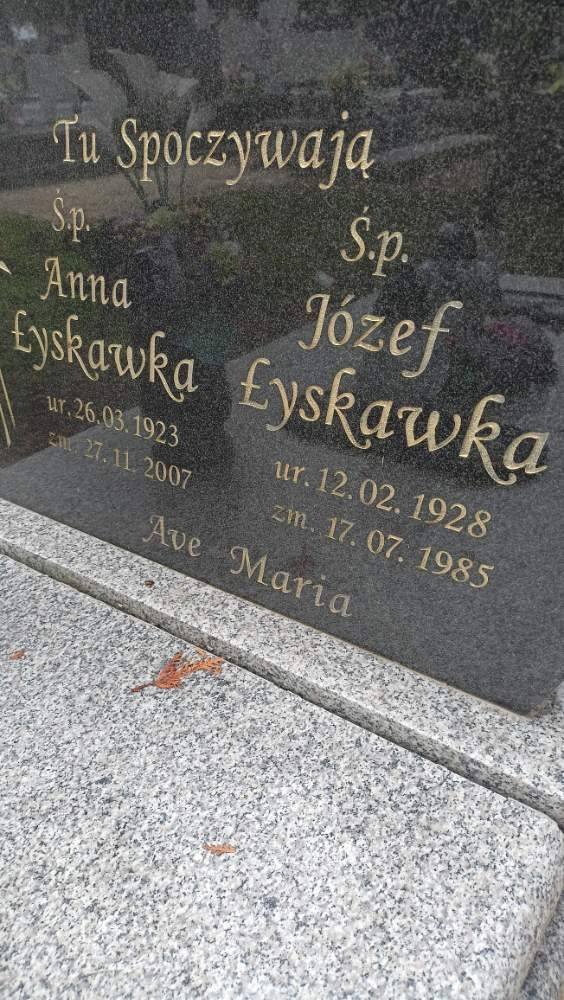 Tu Spoczywają
Ś.p.
Anna
Łyskawka
ur. 26.03.1923
zm. 27.11.2007
Ś.p.
Józef
Łyskawka
ur. 12.02.1928
zm. 17.07.1985
Ave Maria